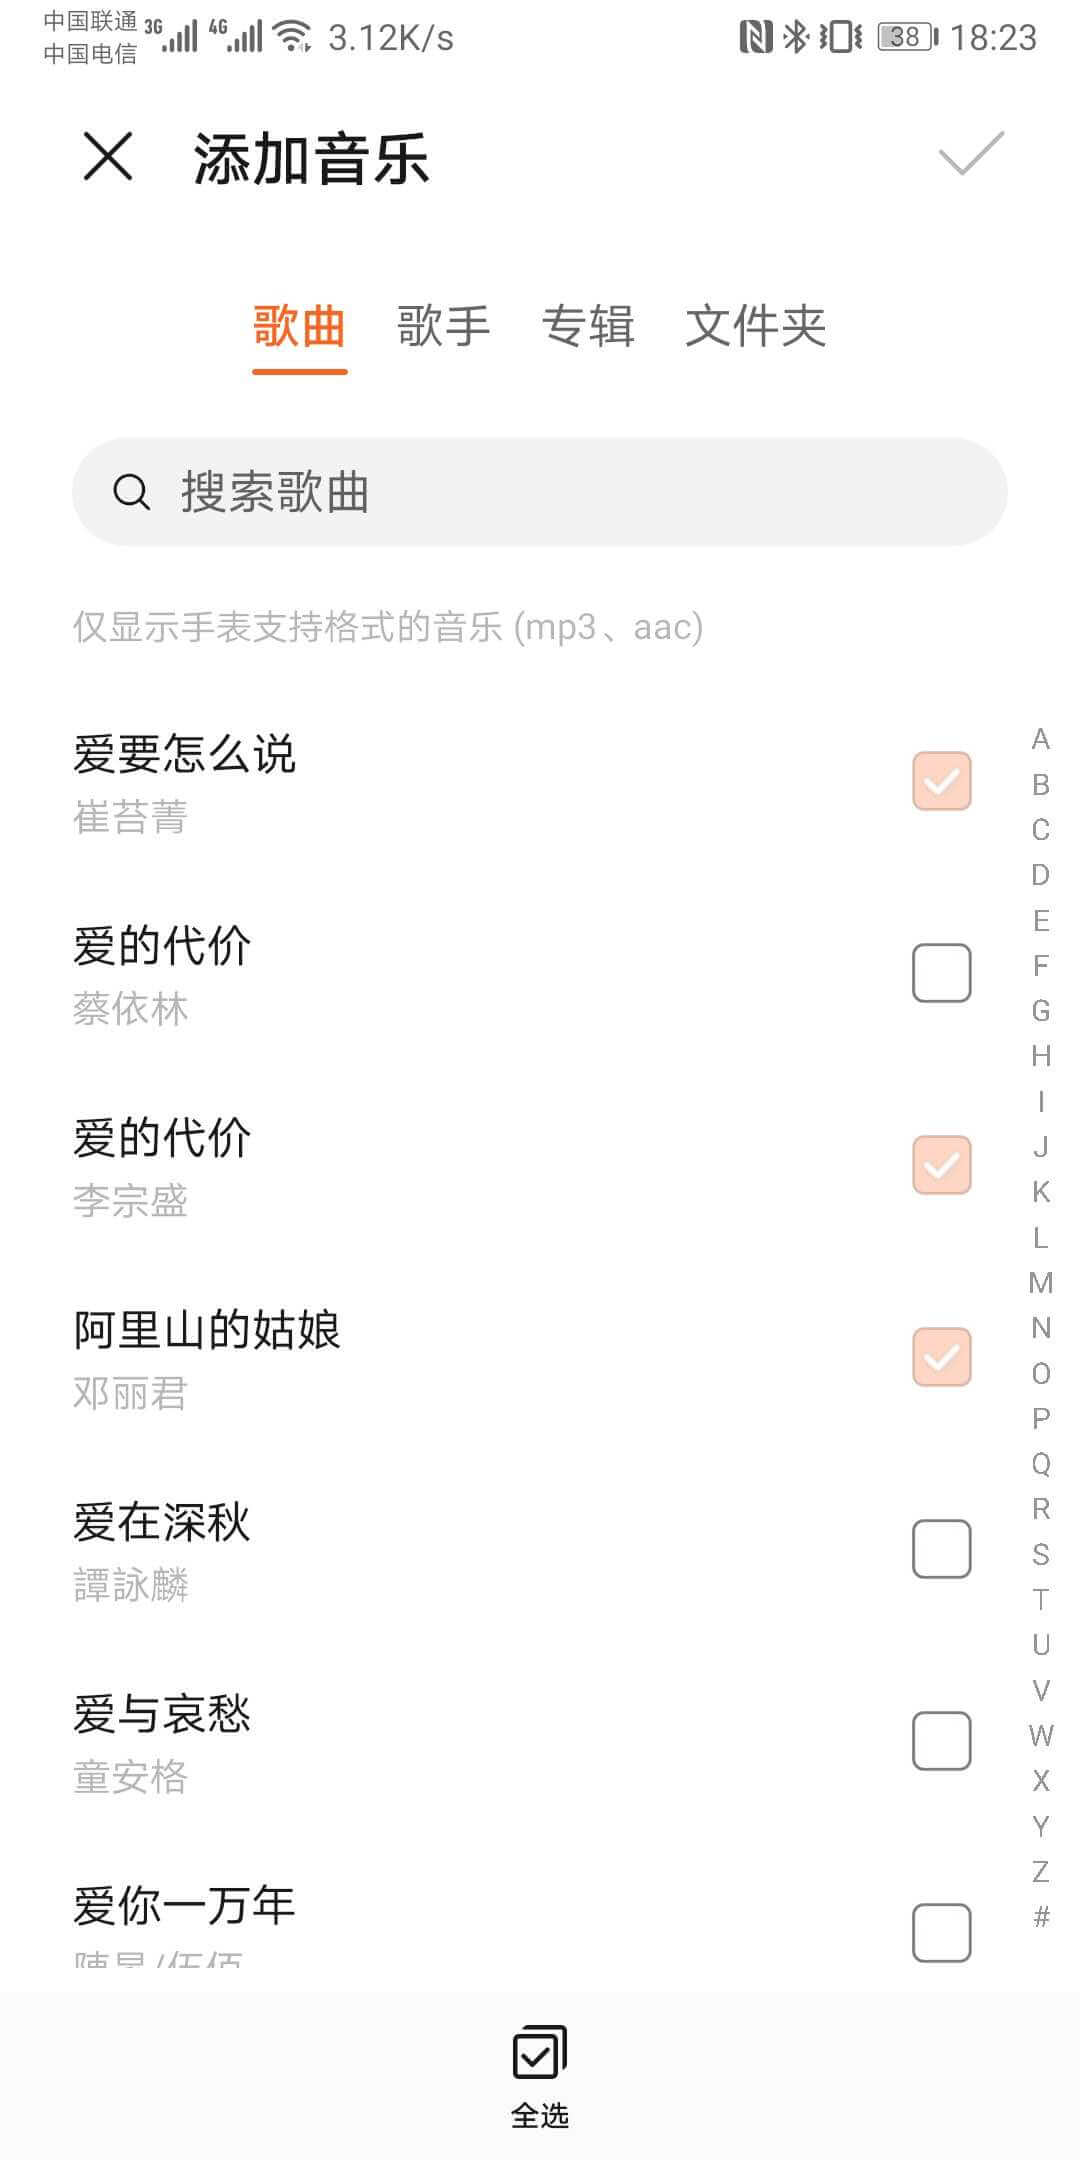 中国联通 3G 4G 3.12K/s 38 18:23
中国电信
添加音乐
歌曲 歌手 专辑 文件夹
搜索歌曲
仅显示手表支持格式的音乐 (mp3、aac)
爱要怎么说
崔苔菁
爱的代价
蔡依林
爱的代价
李宗盛
阿里山的姑娘
邓丽君
爱在深秋
譚詠麟
爱与哀愁
童安格
爱你一万年
A
B
C
D
E
F
G
H
I
J
K
L
M
N
O
P
Q
R
S
T
U
V
W
X
Y
Z
#
全选